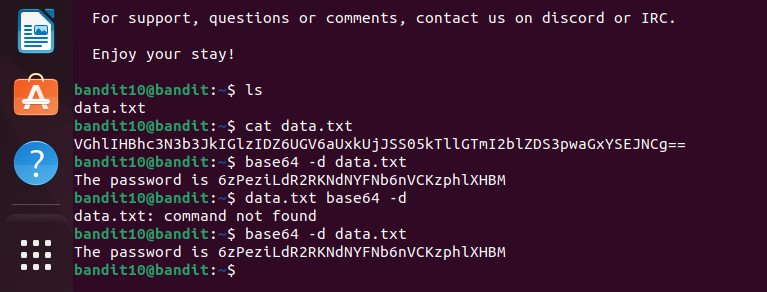 For support, questions or comments, contact us on discord or IRC.
Enjoy your stay!
bandit10@bandit:~$ ls
data.txt
bandit10@bandit:~$ cat data.txt
VGhlIHBhc3N3b3JkIGlzIDZ6UGV6aUxkUjJSS05kTllGTmI2blZDS3pwaGxYSEJNCg==
bandit10@bandit:~$ base64 -d data.txt
The password is 6zPeziLdR2RKNdNYFNb6nVCKzphlXHBM
bandit10@bandit:~$ data.txt base64 -d
data.txt: command not found
bandit10@bandit:~$ base64 -d data.txt
The password is 6zPeziLdR2RKNdNYFNb6nVCKzphlXHBM
bandit10@bandit:~$